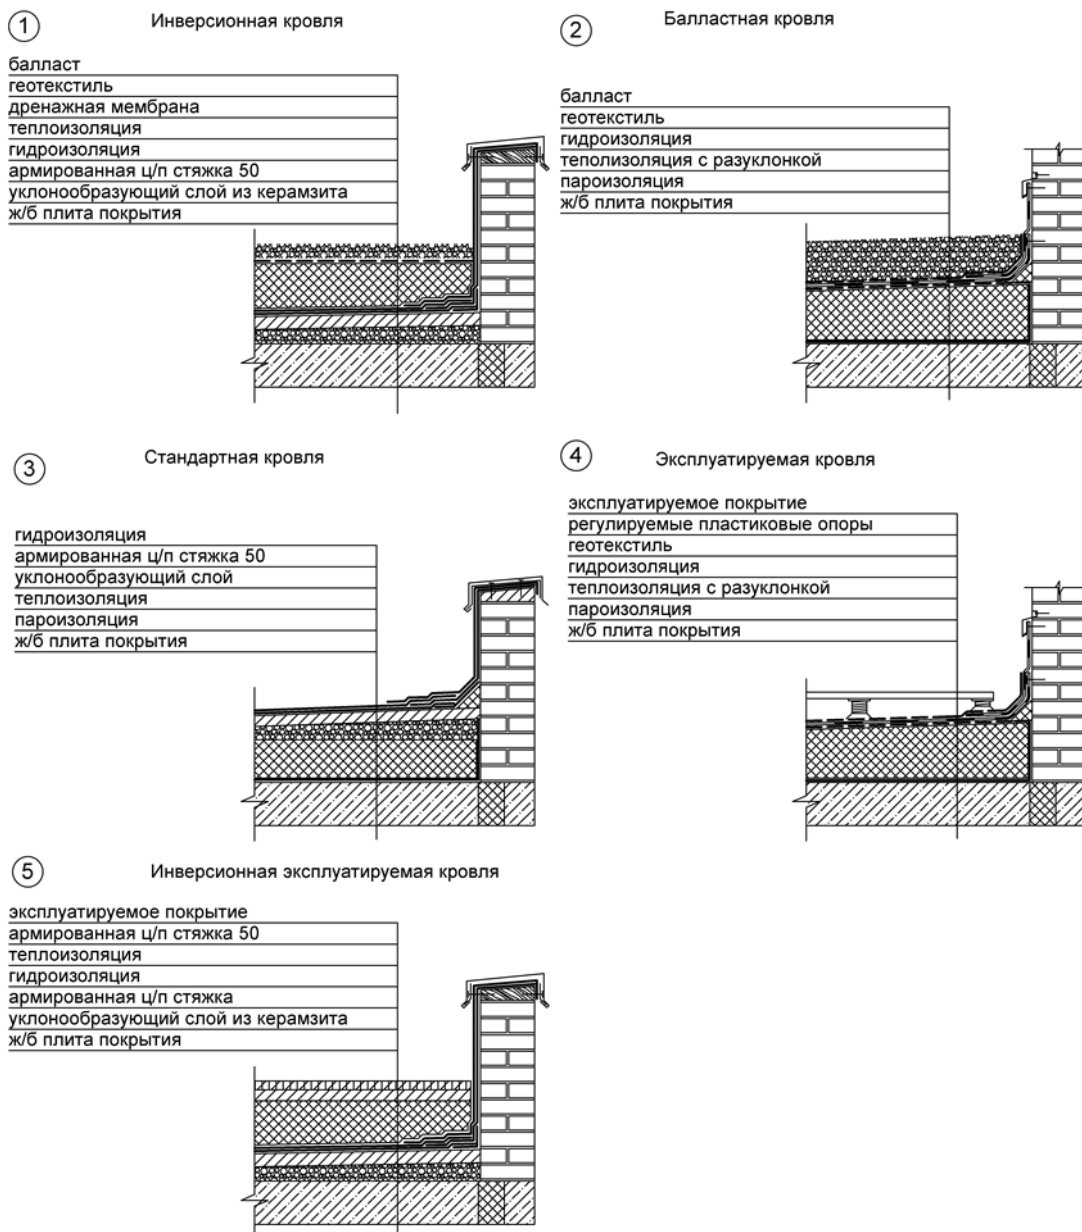 1
Инверсионная кровля
балласт
геотекстиль
дренажная мембрана
теплоизоляция
гидроизоляция
армированная ц/п стяжка 50
уклонообразующий слой из керамзита
ж/б плита покрытия
2
Балластная кровля
балласт
геотекстиль
гидроизоляция
теполизоляция с разуклонкой
пароизоляция
ж/б плита покрытия
3
Стандартная кровля
гидроизоляция
армированная ц/п стяжка 50
уклонообразующий слой
теплоизоляция
пароизоляция
ж/б плита покрытия
4
Эксплуатируемая кровля
эксплуатируемое покрытие
регулируемые пластиковые опоры
геотекстиль
гидроизоляция
теплоизоляция с разуклонкой
пароизоляция
ж/б плита покрытия
5
Инверсионная эксплуатируемая кровля
эксплуатируемое покрытие
армированная ц/п стяжка 50
теплоизоляция
гидроизоляция
армированная ц/п стяжка
уклонообразующий слой из керамзита
ж/б плита покрытия